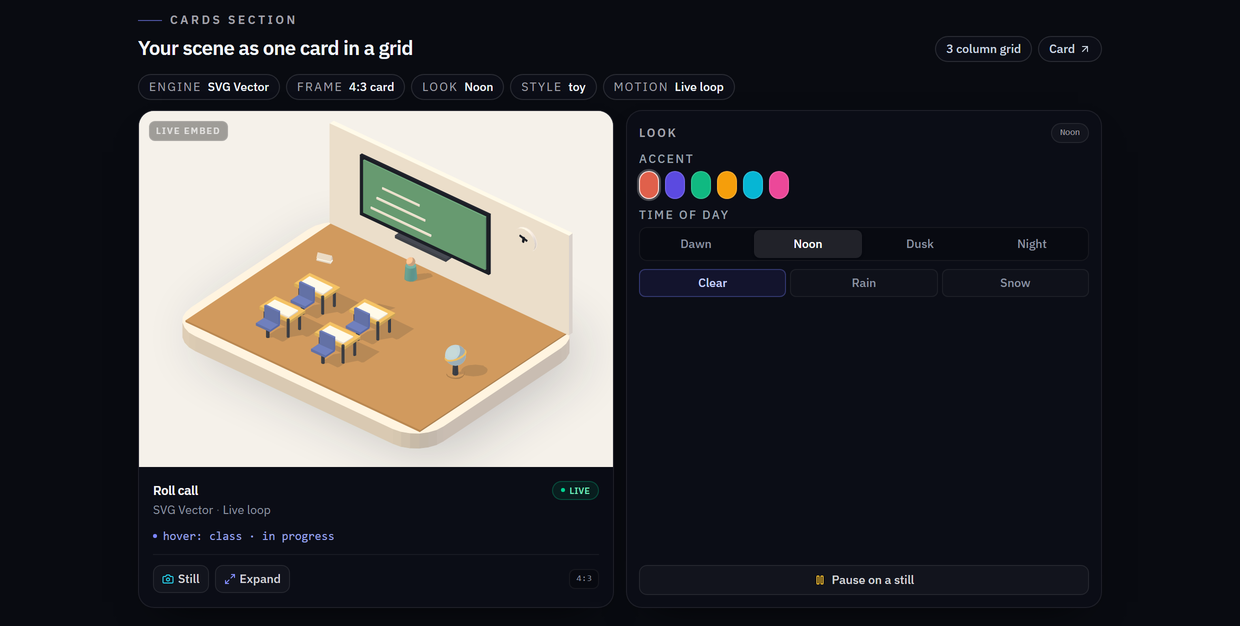 CARDS SECTION
Your scene as one card in a grid
3 column grid
Card ↗
ENGINE SVG Vector
FRAME 4:3 card
LOOK Noon
STYLE toy
MOTION Live loop
LIVE EMBED
Roll call
LIVE
SVG Vector · Live loop
hover: class · in progress
Still
Expand
4:3
LOOK
Noon
ACCENT
TIME OF DAY
Dawn
Noon
Dusk
Night
Clear
Rain
Snow
Pause on a still